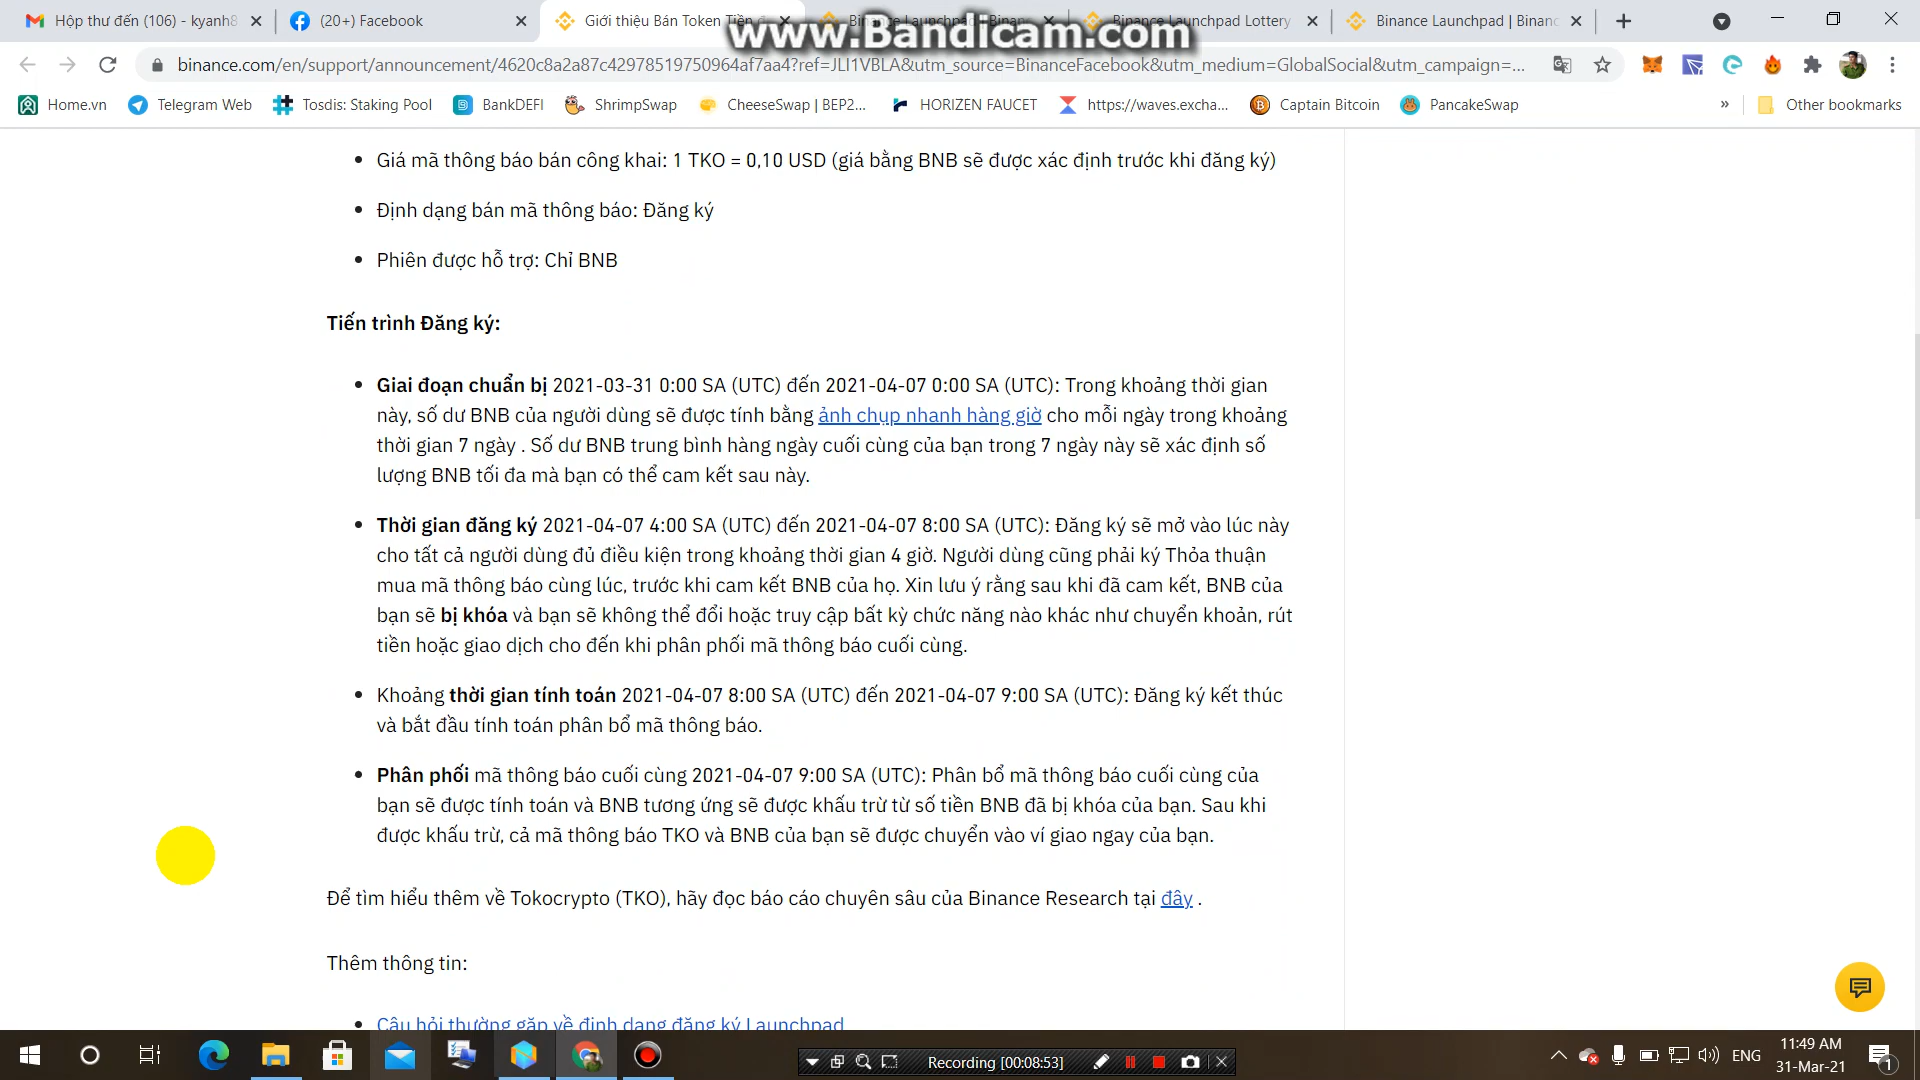 Hộp thư đến (106) - kyanh8
(20+) Facebook
Giới thiệu Bán Token Tiền đ
Binance Launchpad | Binan
Binance Launchpad Lottery
Binance Launchpad | Binanc
www.Bandicam.com
binance.com/en/support/announcement/4620c8a2a87c42978519750964af7aa4?ref=JLI1VBLA&utm_source=BinanceFacebook&utm_medium=GlobalSocial&utm_campaign=...
Home.vn
Telegram Web
Tosdis: Staking Pool
BankDEFI
ShrimpSwap
CheeseSwap | BEP2...
HORIZEN FAUCET
https://waves.excha...
Captain Bitcoin
PancakeSwap
»
Other bookmarks
• Giá mã thông báo bán công khai: 1 TKO = 0,10 USD (giá bằng BNB sẽ được xác định trước khi đăng ký)
• Định dạng bán mã thông báo: Đăng ký
• Phiên được hỗ trợ: Chỉ BNB
Tiến trình Đăng ký:
• Giai đoạn chuẩn bị 2021-03-31 0:00 SA (UTC) đến 2021-04-07 0:00 SA (UTC): Trong khoảng thời gian
này, số dư BNB của người dùng sẽ được tính bằng ảnh chụp nhanh hàng giờ cho mỗi ngày trong khoảng
thời gian 7 ngày . Số dư BNB trung bình hàng ngày cuối cùng của bạn trong 7 ngày này sẽ xác định số
lượng BNB tối đa mà bạn có thể cam kết sau này.
• Thời gian đăng ký 2021-04-07 4:00 SA (UTC) đến 2021-04-07 8:00 SA (UTC): Đăng ký sẽ mở vào lúc này
cho tất cả người dùng đủ điều kiện trong khoảng thời gian 4 giờ. Người dùng cũng phải ký Thỏa thuận
mua mã thông báo cùng lúc, trước khi cam kết BNB của họ. Xin lưu ý rằng sau khi đã cam kết, BNB của
bạn sẽ bị khóa và bạn sẽ không thể đổi hoặc truy cập bất kỳ chức năng nào khác như chuyển khoản, rút
tiền hoặc giao dịch cho đến khi phân phối mã thông báo cuối cùng.
• Khoảng thời gian tính toán 2021-04-07 8:00 SA (UTC) đến 2021-04-07 9:00 SA (UTC): Đăng ký kết thúc
và bắt đầu tính toán phân bổ mã thông báo.
• Phân phối mã thông báo cuối cùng 2021-04-07 9:00 SA (UTC): Phân bổ mã thông báo cuối cùng của
bạn sẽ được tính toán và BNB tương ứng sẽ được khấu trừ từ số tiền BNB đã bị khóa của bạn. Sau khi
được khấu trừ, cả mã thông báo TKO và BNB của bạn sẽ được chuyển vào ví giao ngay của bạn.
Để tìm hiểu thêm về Tokocrypto (TKO), hãy đọc báo cáo chuyên sâu của Binance Research tại đây .
Thêm thông tin:
• Câu hỏi thường gặp về định dạng đăng ký Launchpad
Recording [00:08:53]
ENG
11:49 AM
31-Mar-21
1